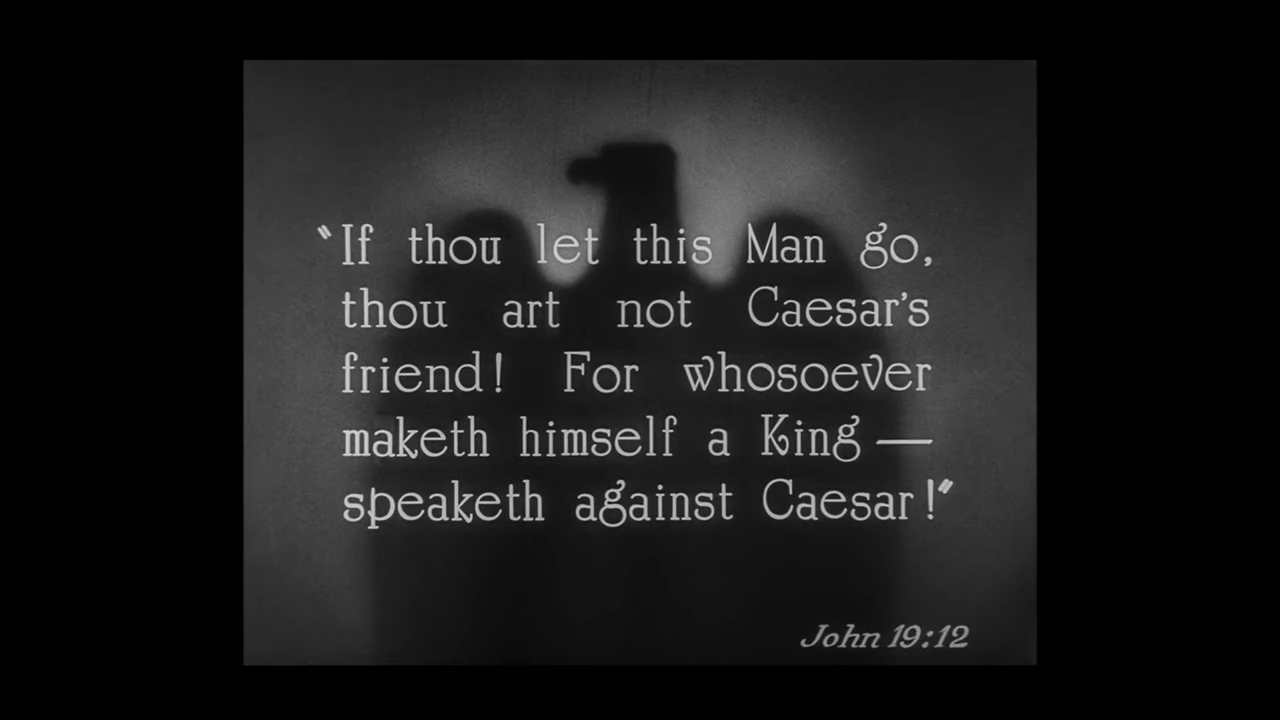 "If thou let this Man go,
thou art not Caesar's
friend! For whosoever
maketh himself a King —
speaketh against Caesar!"
John 19:12